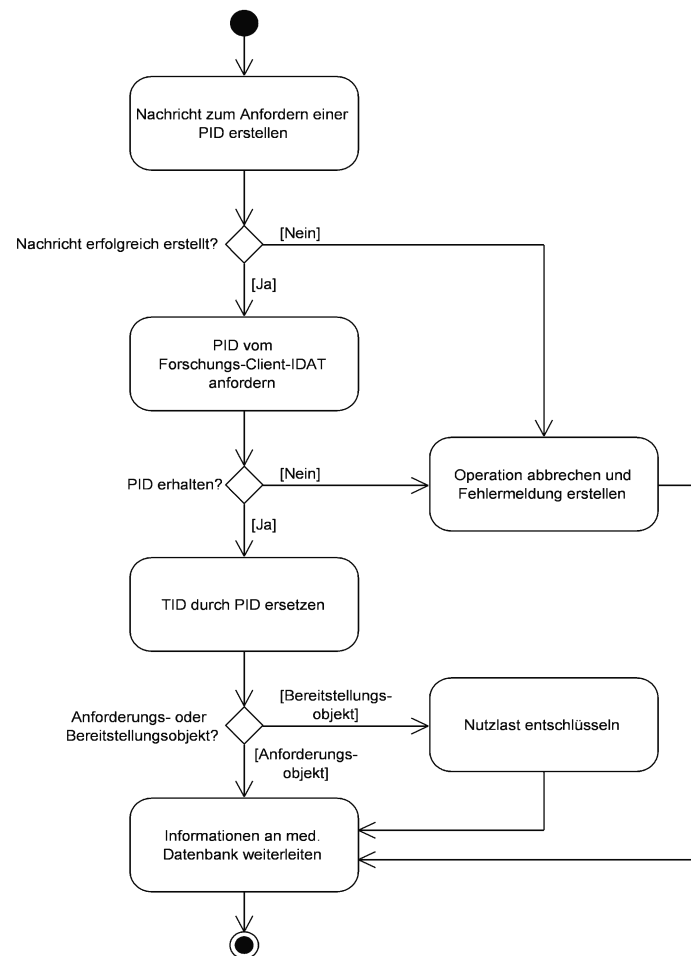 Nachricht zum Anfordern einer
PID erstellen
Nachricht erfolgreich erstellt?
[Nein]
[Ja]
PID vom
Forschungs-Client-IDAT
anfordern
PID erhalten?
[Nein]
Operation abbrechen und
Fehlermeldung erstellen
[Ja]
TID durch PID ersetzen
Anforderungs- oder
Bereitstellungsobjekt?
[Bereitstellungs-
objekt]
Nutzlast entschlüsseln
[Anforderungs-
objekt]
Informationen an med.
Datenbank weiterleiten